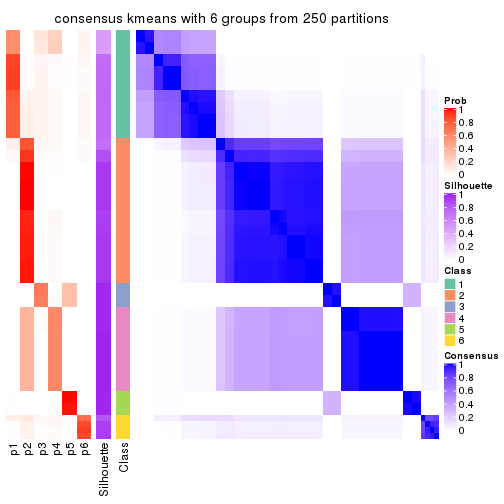 consensus kmeans with 6 groups from 250 partitions
Prob
1
0.8
0.6
0.4
0.2
0
Silhouette
1
0.8
0.6
0.4
0.2
0
Class
1
2
3
4
5
6
Consensus
1
0.8
0.6
0.4
0.2
0
p1
p2
p3
p4
p5
p6
Silhouette
Class